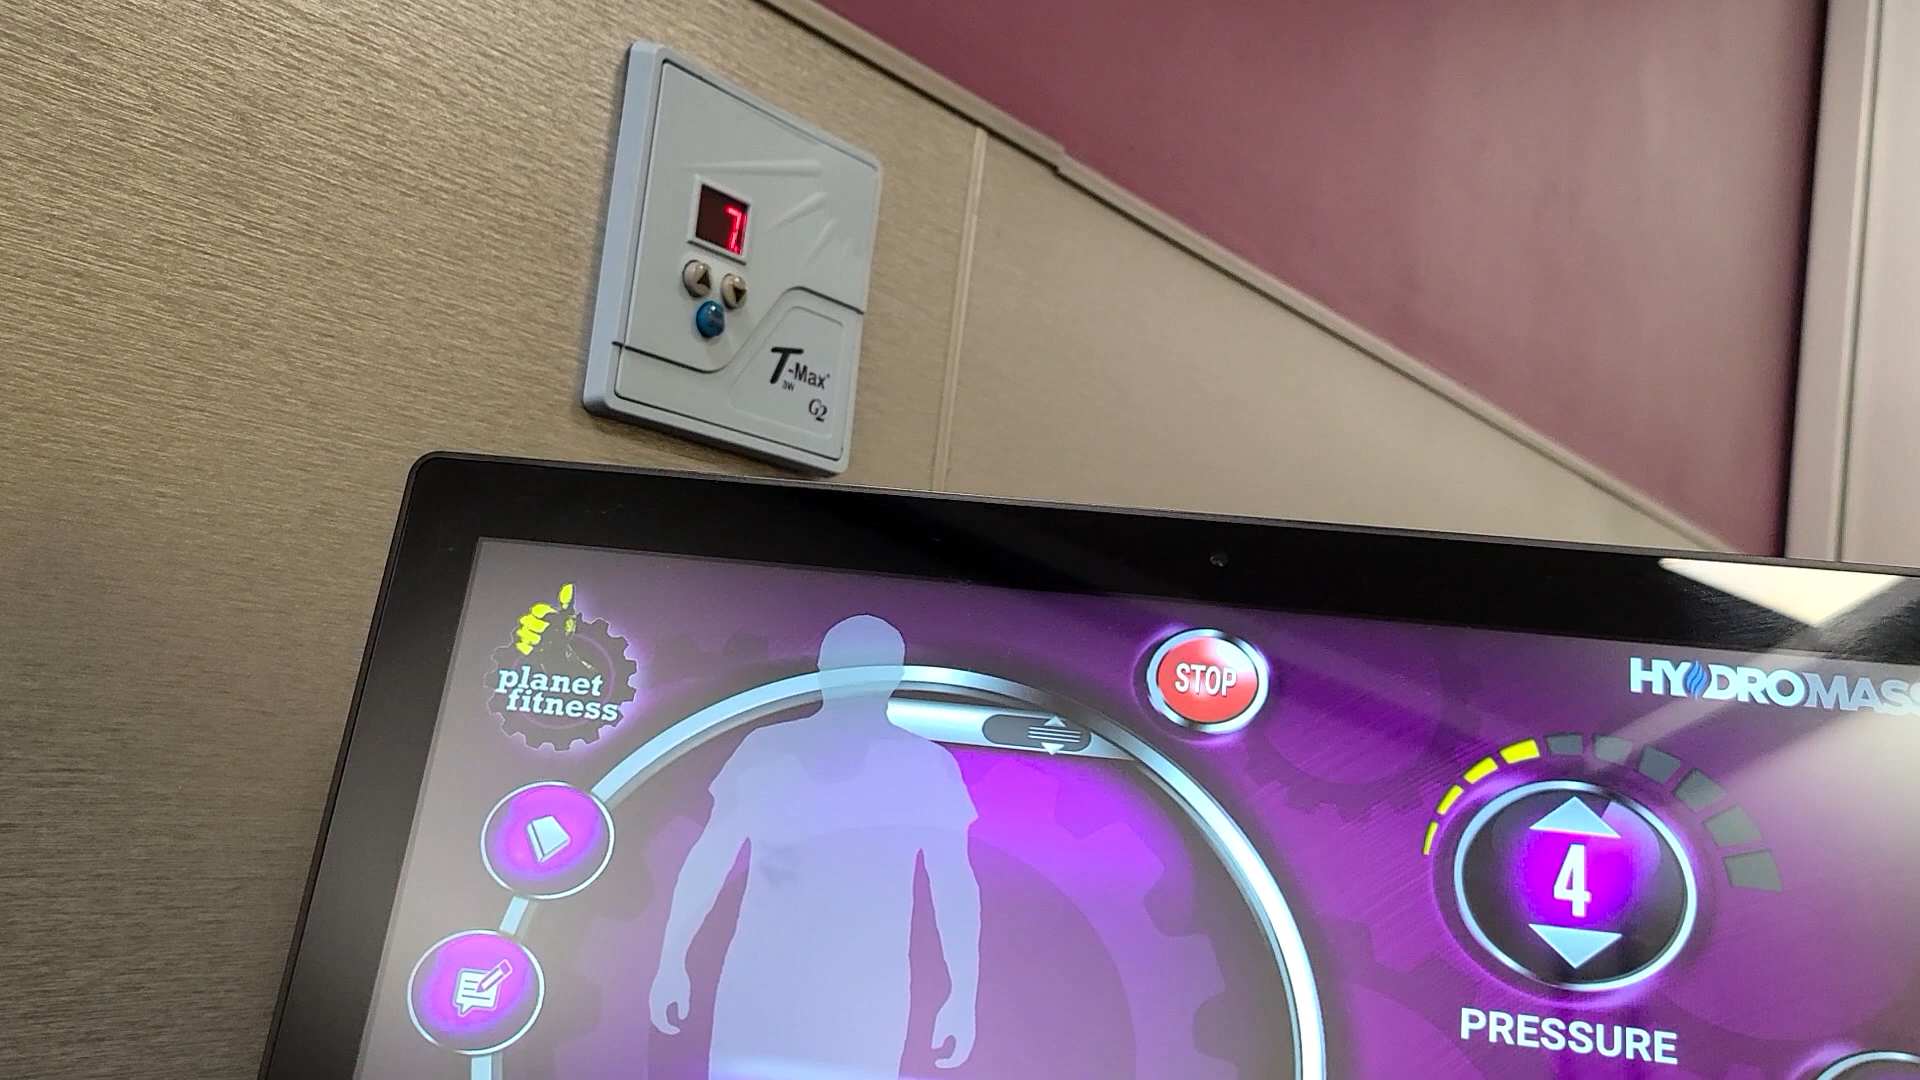 7
T-Max®
3W
G2
planet
fitness
STOP
HYDROMASS
4
PRESSURE